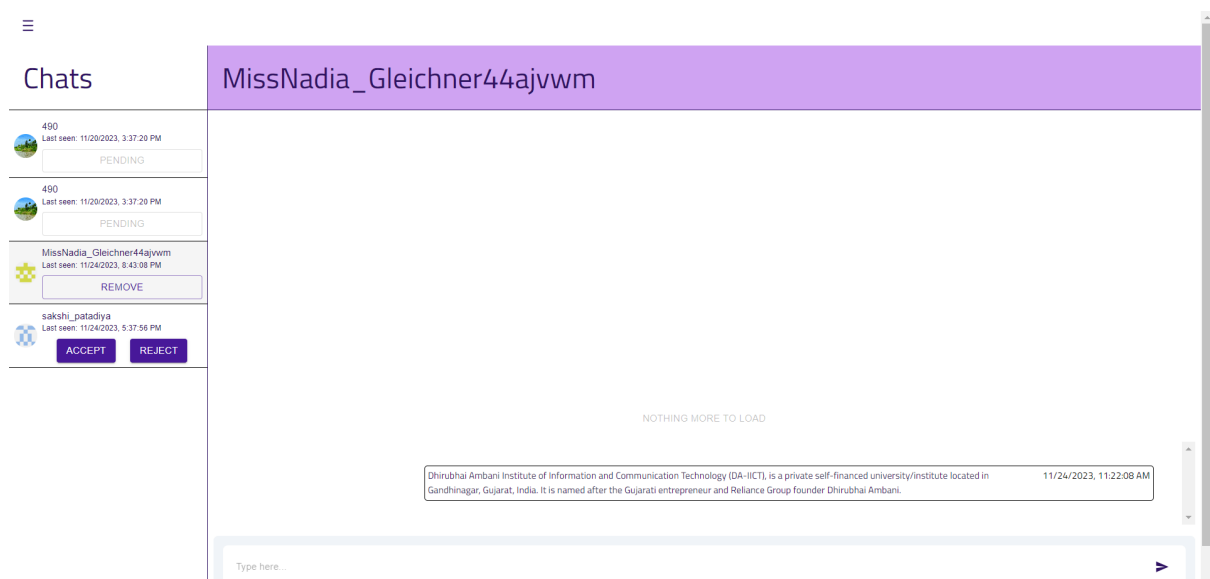 Chats
MissNadia_Gleichner44ajvwm
490
Last seen: 11/20/2023, 3:37:20 PM
PENDING
490
Last seen: 11/20/2023, 3:37:20 PM
PENDING
MissNadia_Gleichner44ajvwm
Last seen: 11/24/2023, 8:43:08 PM
REMOVE
sakshi_patadiya
Last seen: 11/24/2023, 5:37:56 PM
ACCEPT REJECT
NOTHING MORE TO LOAD
Dhirubhai Ambani Institute of Information and Communication Technology (DA-IICT), is a private self-financed university/institute located in 11/24/2023, 11:22:08 AM
Gandhinagar, Gujarat, India. It is named after the Gujarati entrepreneur and Reliance Group founder Dhirubhai Ambani.
Type here...